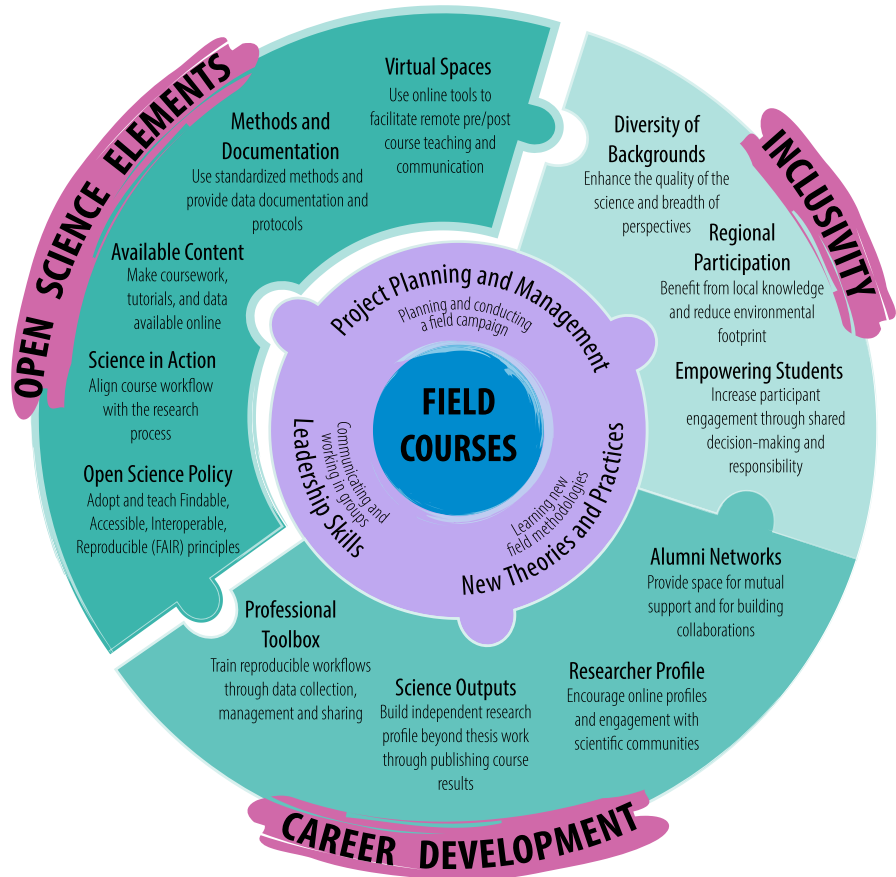 OPEN SCIENCE ELEMENTS
Virtual Spaces
Use online tools to
facilitate remote pre/post
course teaching and
communication
Methods and
Documentation
Use standardized methods and
provide data documentation and
protocols
Available Content
Make coursework,
tutorials, and data
available online
Science in Action
Align course workflow
with the research
process
Open Science Policy
Adopt and teach Findable,
Accessible, Interoperable,
Reproducible (FAIR) principles
INCLUSIVITY
Diversity of
Backgrounds
Enhance the quality of the
science and breadth of
perspectives
Regional
Participation
Benefit from local knowledge
and reduce environmental
footprint
Empowering Students
Increase participant
engagement through shared
decision-making and
responsibility
Project Planning and Management
Planning and conducting
a field campaign
FIELD
COURSES
Leadership Skills
Communicating and
working in groups
Learning new
field methodologies
New Theories and Practices
Alumni Networks
Provide space for mutual
support and for building
collaborations
Researcher Profile
Encourage online profiles
and engagement with
scientific communities
Science Outputs
Build independent research
profile beyond thesis work
through publishing course
results
Professional
Toolbox
Train reproducible workflows
through data collection,
management and sharing
CAREER DEVELOPMENT